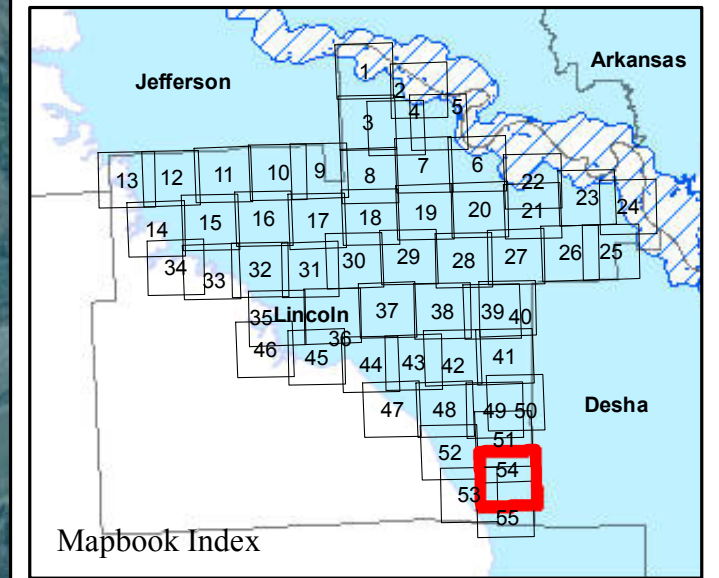 Arkansas
Jefferson
1
2
3 4 5
13 12 11 10 9 8 7 6 22 23 24
14 15 16 17 18 19 20 21
34 33 32 31 30 29 28 27 26 25
35 Lincoln 36 37 38 39 40
46 45 44 43 42 41
47 48 49 50 Desha
52 51
53 54
55
Mapbook Index